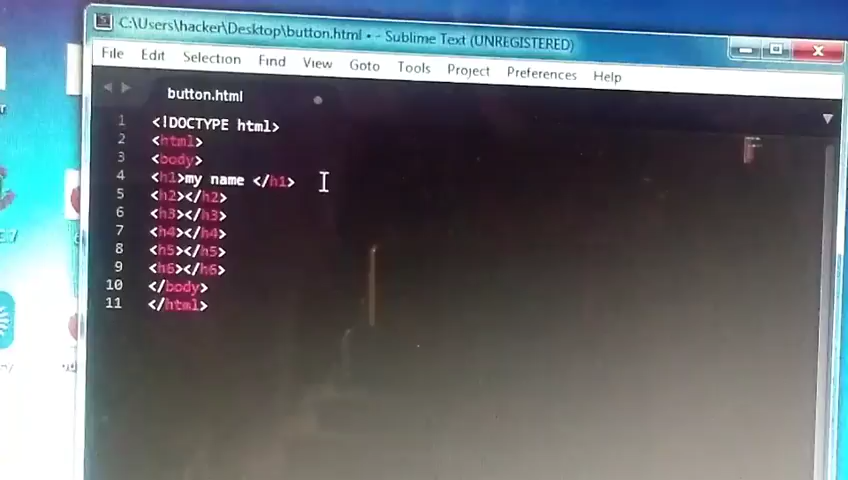 C:\Users\hacker\Desktop\button.html • - Sublime Text (UNREGISTERED)
File Edit Selection Find View Goto Tools Project Preferences Help
button.html
1 <!DOCTYPE html>
2 <html>
3 <body>
4 <h1>my name </h1>
5 <h2></h2>
6 <h3></h3>
7 <h4></h4>
8 <h5></h5>
9 <h6></h6>
10 </body>
11 </html>